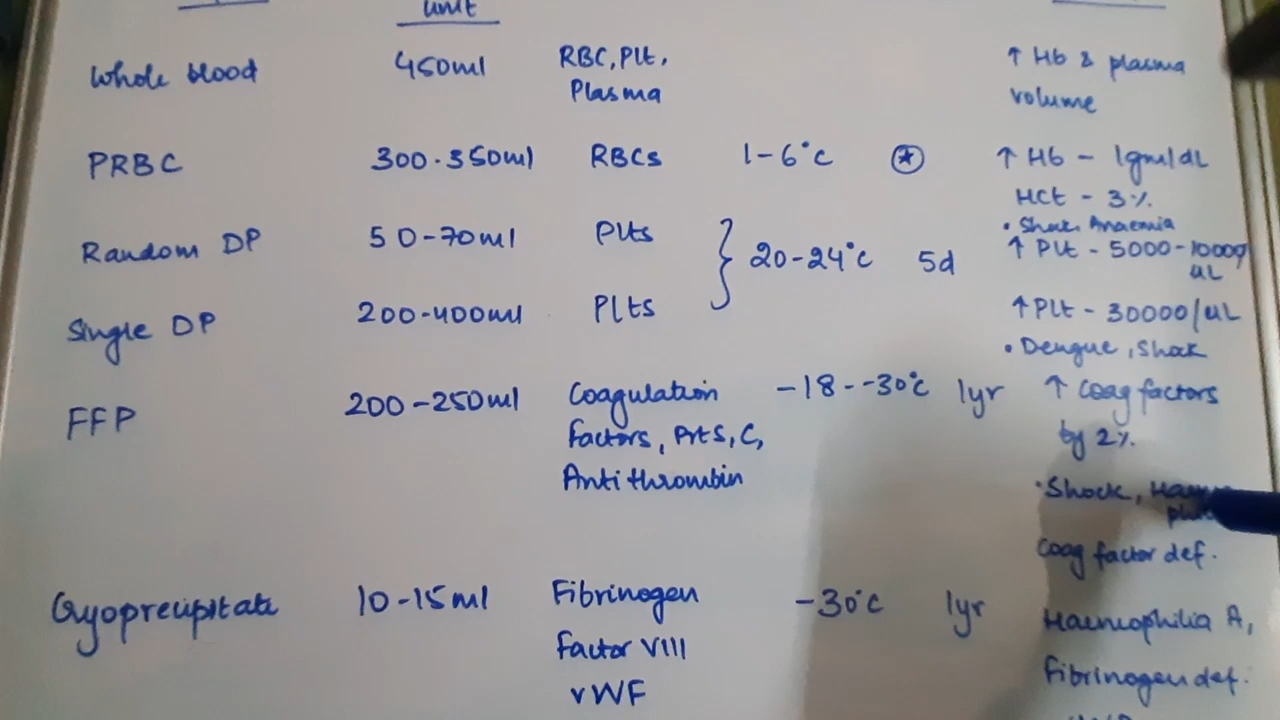 unit
Whole blood 450ml RBC, Plt, ↑ Hb & plasma
Plasma volume
PRBC 300-350ml RBCs 1-6°c ⍟ ↑ Hb - 1gm/dL
HCt - 3%
• Shock, Anaemia
Random DP 50-70ml Plts } 20-24°c 5d ↑ Plt - 5000-10000/
uL
Single DP 200-400ml Plts ↑ Plt - 30000/uL
• Dengue, Shock
FFP 200-250ml Coagulation -18--30°c 1yr ↑ Coag factors
factors, Prts, C, by 2%.
Antithrombin • Shock,
Coag factor def.
Cryoprecipitate 10-15ml Fibrinogen -30°c 1yr Haemophilia A,
factor VIII Fibrinogen def.
vWF